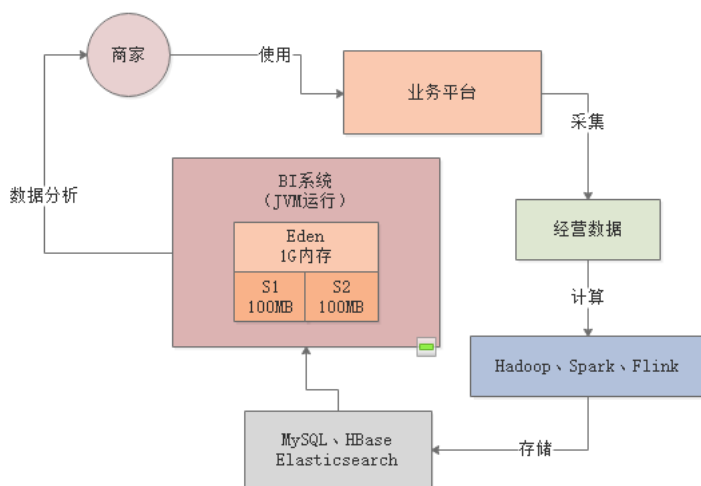 商家
使用
业务平台
采集
数据分析
BI系统
（JVM运行）
Eden
1G内存
S1
100MB
S2
100MB
经营数据
计算
Hadoop、Spark、Flink
存储
MySQL、HBase
Elasticsearch